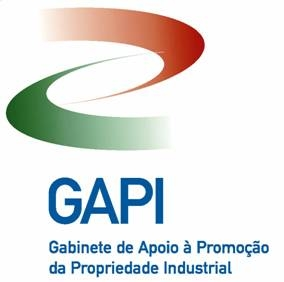 GAPI
Gabinete de Apoio à Promoção
da Propriedade Industrial